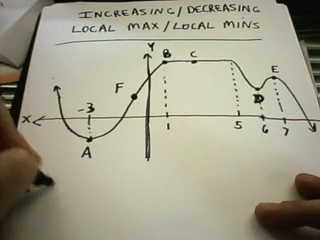 INCREASING/DECREASING
LOCAL MAX/LOCAL MINS
Y
B
C
E
F
-3
D
X
1
5
6
7
A